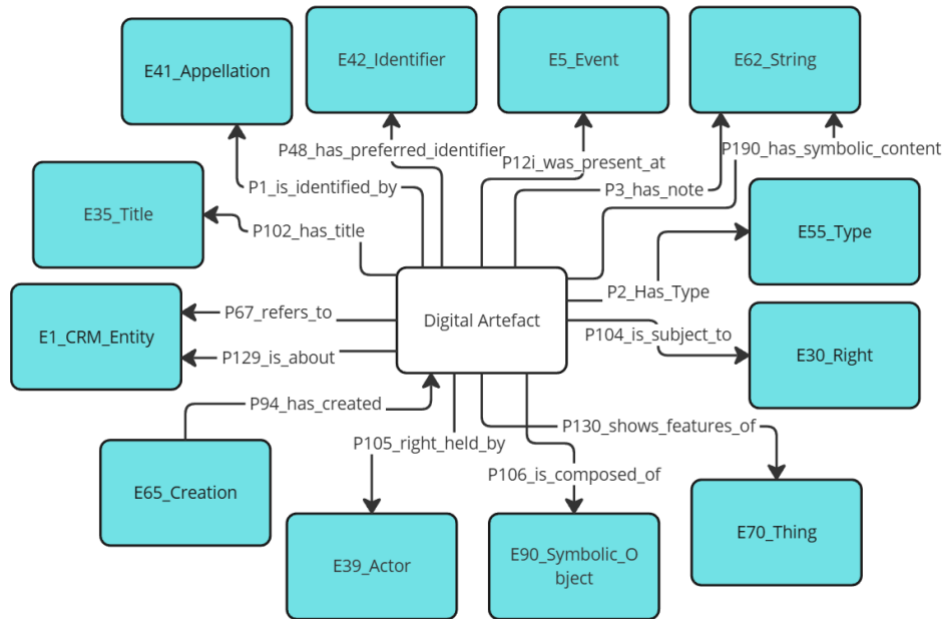 E41_Appellation
E42_Identifier
E5_Event
E62_String
P48_has_preferred_identifier
P12i_was_present_at
P190_has_symbolic_content
P1_is_identified_by
P3_has_note
E35_Title
P102_has_title
E55_Type
P2_Has_Type
E1_CRM_Entity
P67_refers_to
Digital Artefact
P104_is_subject_to
P129_is_about
E30_Right
P94_has_created
P105_right_held_by
P130_shows_features_of
P106_is_composed_of
E65_Creation
E39_Actor
E90_Symbolic_O
bject
E70_Thing